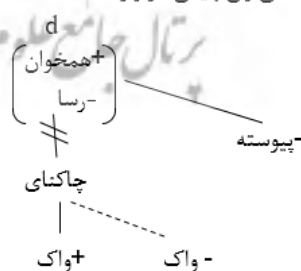 d
+همخوان
-رسا
-پیوسته
چاکنای
+واک
- واک